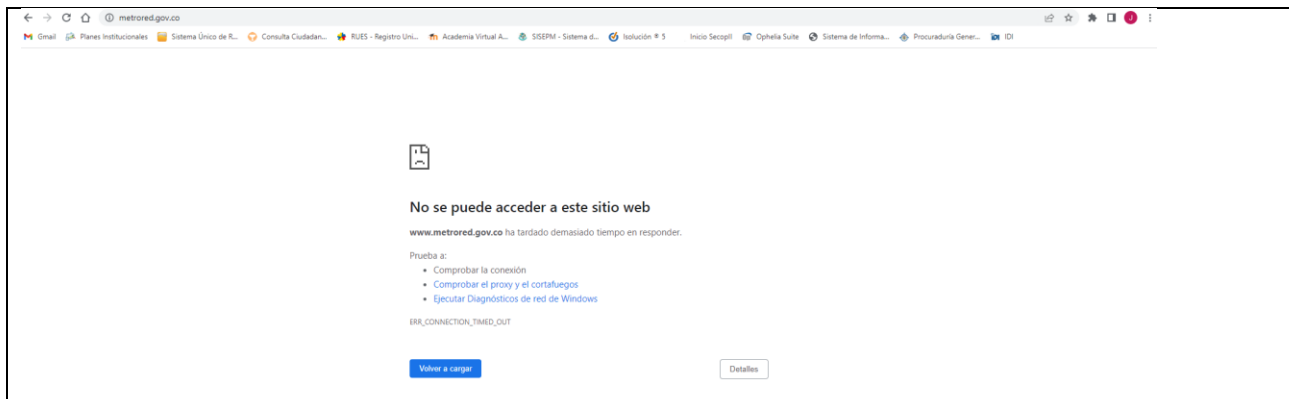 metrored.gov.co
Gmail Planes Institucionales Sistema Único de R... Consulta Ciudadan... RUES - Registro Uni... Academia Virtual A... SISEPM - Sistema d... Isolución ® 5 Inicio SecopII Ophelia Suite Sistema de Informa... Procuraduría Gener... IDI
No se puede acceder a este sitio web
www.metrored.gov.co ha tardado demasiado tiempo en responder.
Prueba a:
• Comprobar la conexión
• Comprobar el proxy y el cortafuegos
• Ejecutar Diagnósticos de red de Windows
ERR_CONNECTION_TIMED_OUT
Volver a cargar Detalles